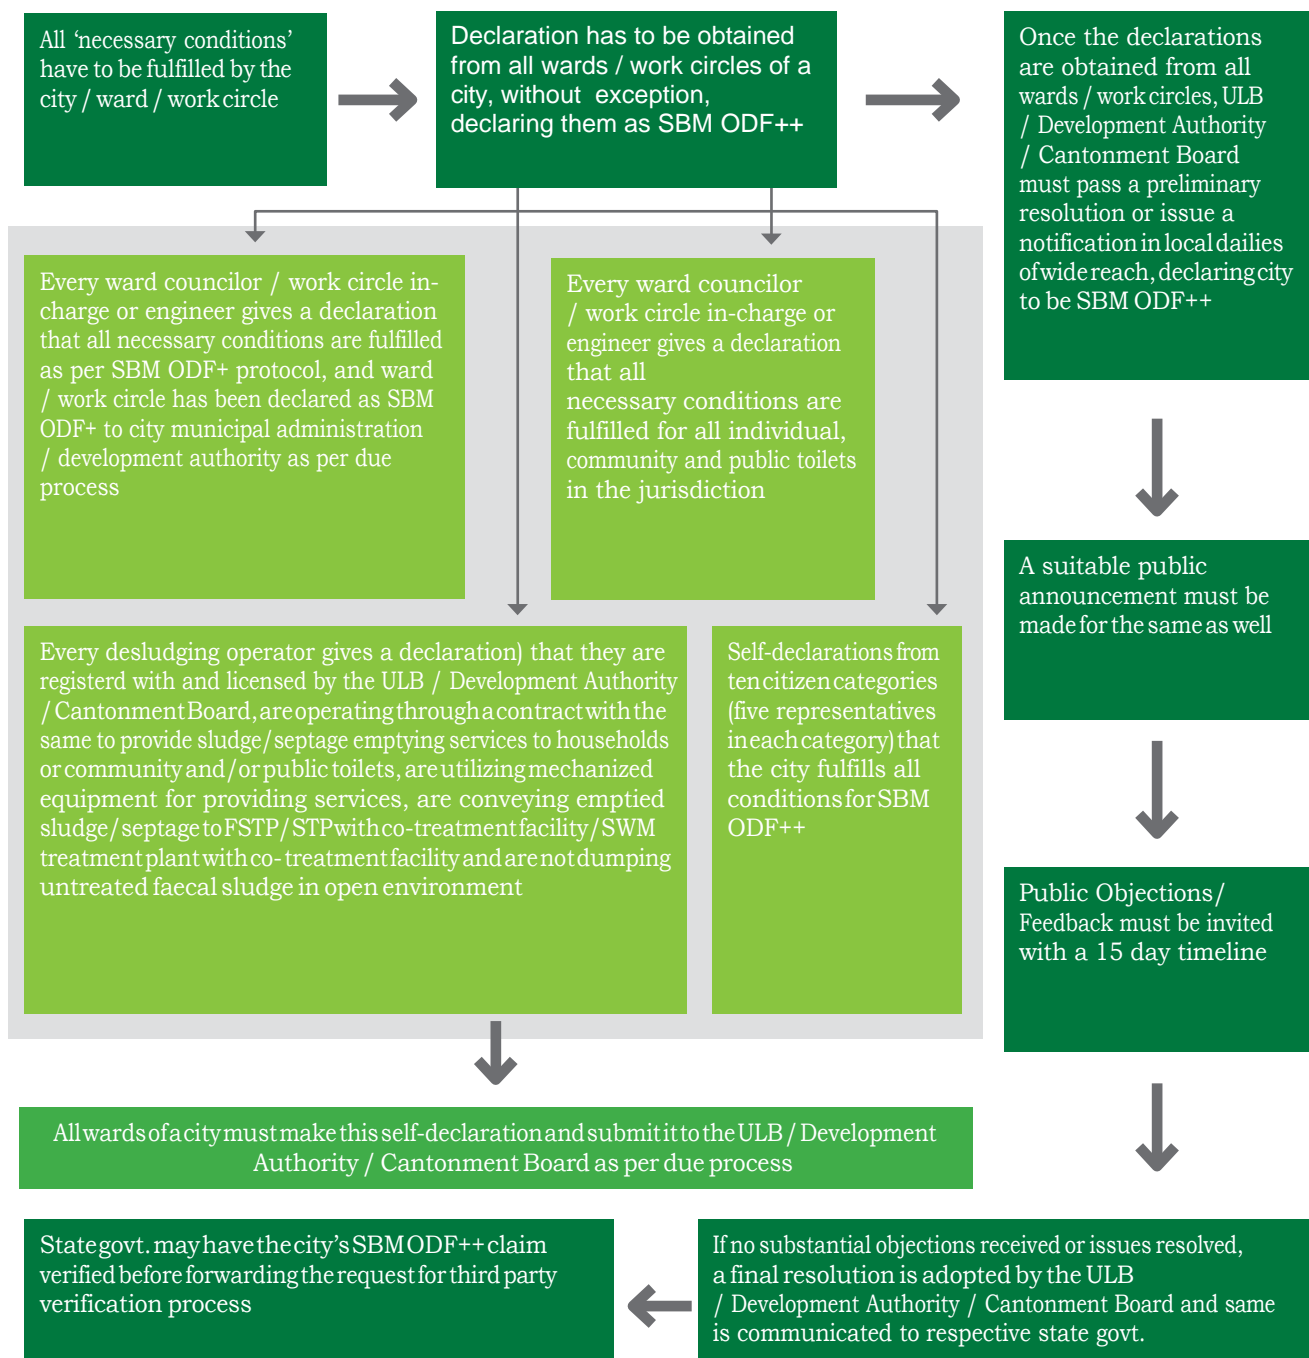 All ‘necessary conditions’
have to be fulfilled by the
city / ward / work circle
Declaration has to be obtained
from all wards / work circles of a
city, without exception,
declaring them as SBM ODF++
Once the declarations
are obtained from all
wards / work circles, ULB
/ Development Authority
/ Cantonment Board
must pass a preliminary
resolution or issue a
notification in local dailies
of wide reach, declaring city
to be SBM ODF++
Every ward councilor / work circle in-
charge or engineer gives a declaration
that all necessary conditions are fulfilled
as per SBM ODF+ protocol, and ward
/ work circle has been declared as SBM
ODF+ to city municipal administration
/ development authority as per due
process
Every ward councilor
/ work circle in-charge or
engineer gives a declaration
that all
necessary conditions are
fulfilled for all individual,
community and public toilets
in the jurisdiction
Every desludging operator gives a declaration) that they are
registerd with and licensed by the ULB / Development Authority
/ Cantonment Board, are operating through a contract with the
same to provide sludge/septage emptying services to households
or community and/or public toilets, are utilizing mechanized
equipment for providing services, are conveying emptied
sludge/septage to FSTP/STP with co-treatment facility/SWM
treatment plant with co- treatment facility and are not dumping
untreated faecal sludge in open environment
Self-declarations from
ten citizen categories
(five representatives
in each category) that
the city fulfills all
conditions for SBM
ODF++
A suitable public
announcement must be
made for the same as well
Public Objections/
Feedback must be invited
with a 15 day timeline
All wards of a city must make this self-declaration and submit it to the ULB / Development
Authority / Cantonment Board as per due process
If no substantial objections received or issues resolved,
a final resolution is adopted by the ULB
/ Development Authority / Cantonment Board and same
is communicated to respective state govt.
State govt. may have the city’s SBM ODF++ claim
verified before forwarding the request for third party
verification process